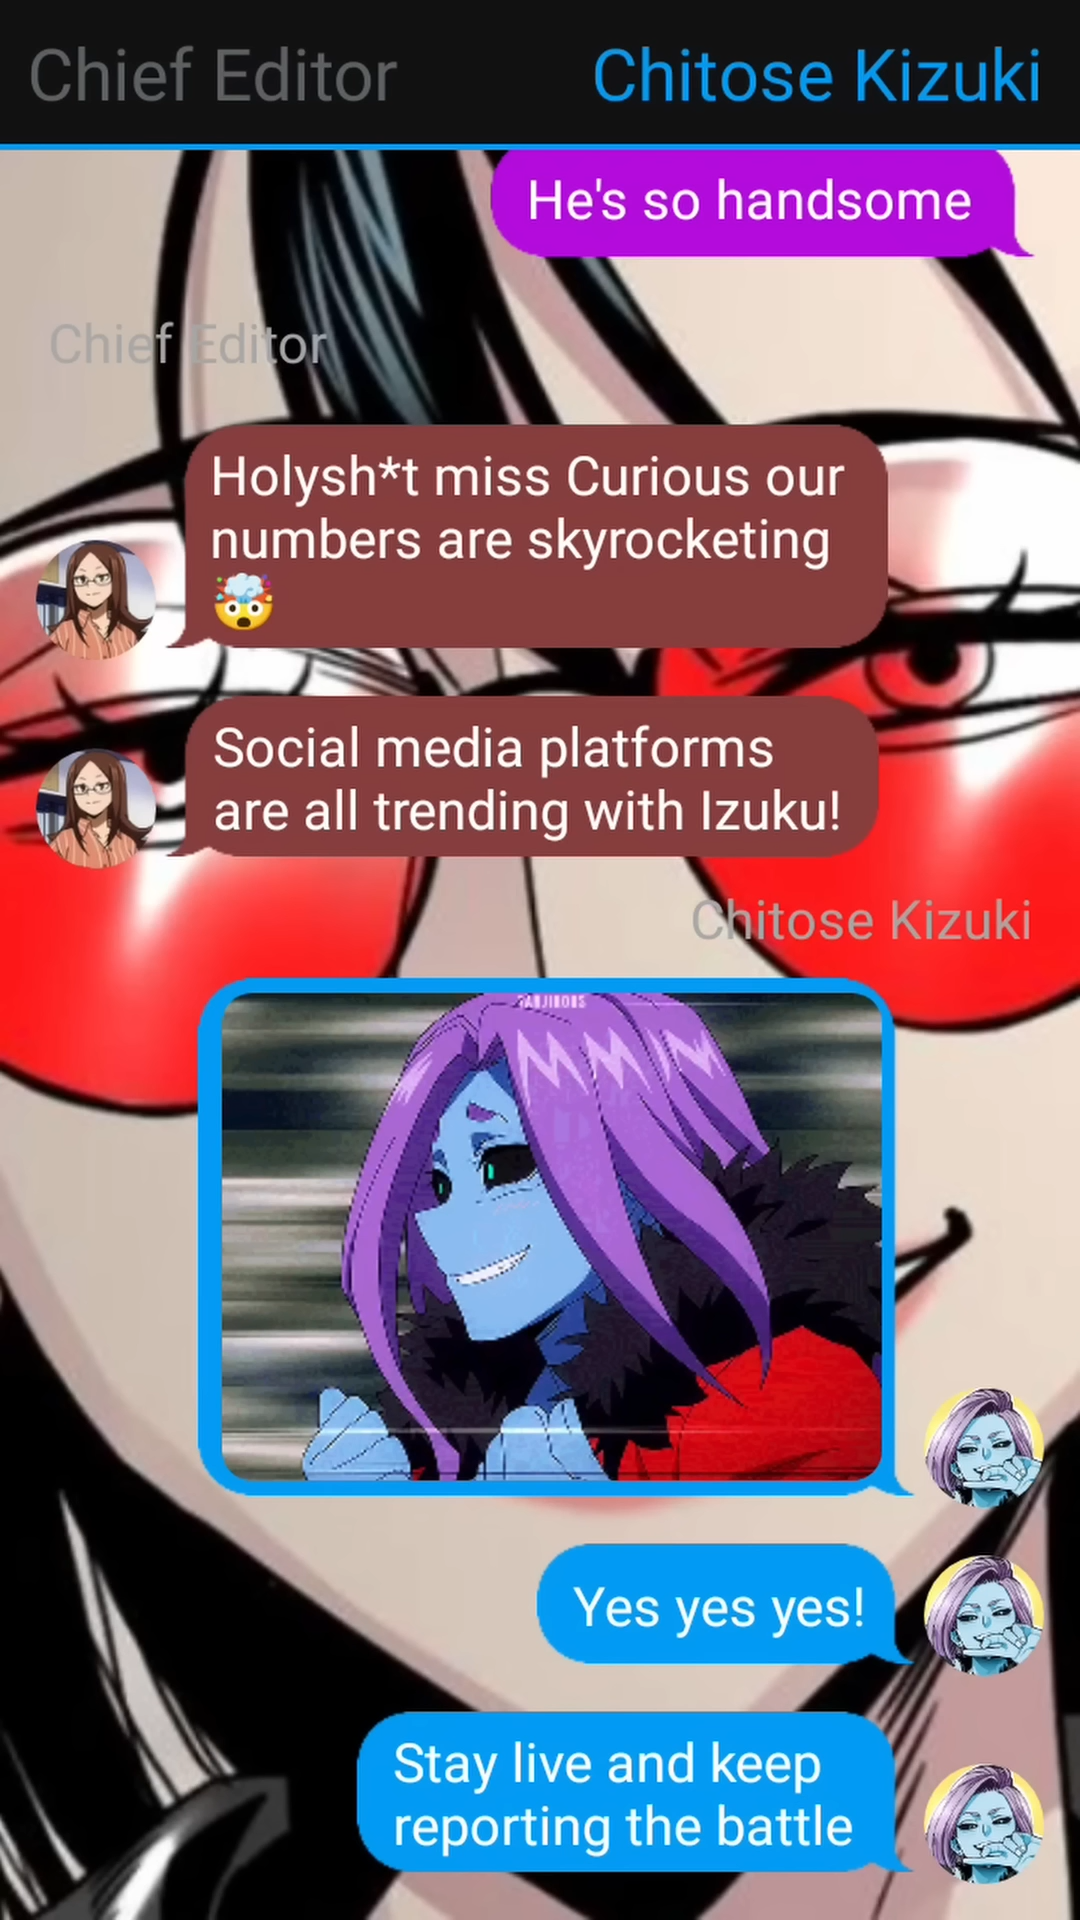 Chief Editor
Chitose Kizuki
He's so handsome
Chief Editor
Holysh*t miss Curious our
numbers are skyrocketing
🤯
Social media platforms
are all trending with Izuku!
Chitose Kizuki
Yes yes yes!
Stay live and keep
reporting the battle